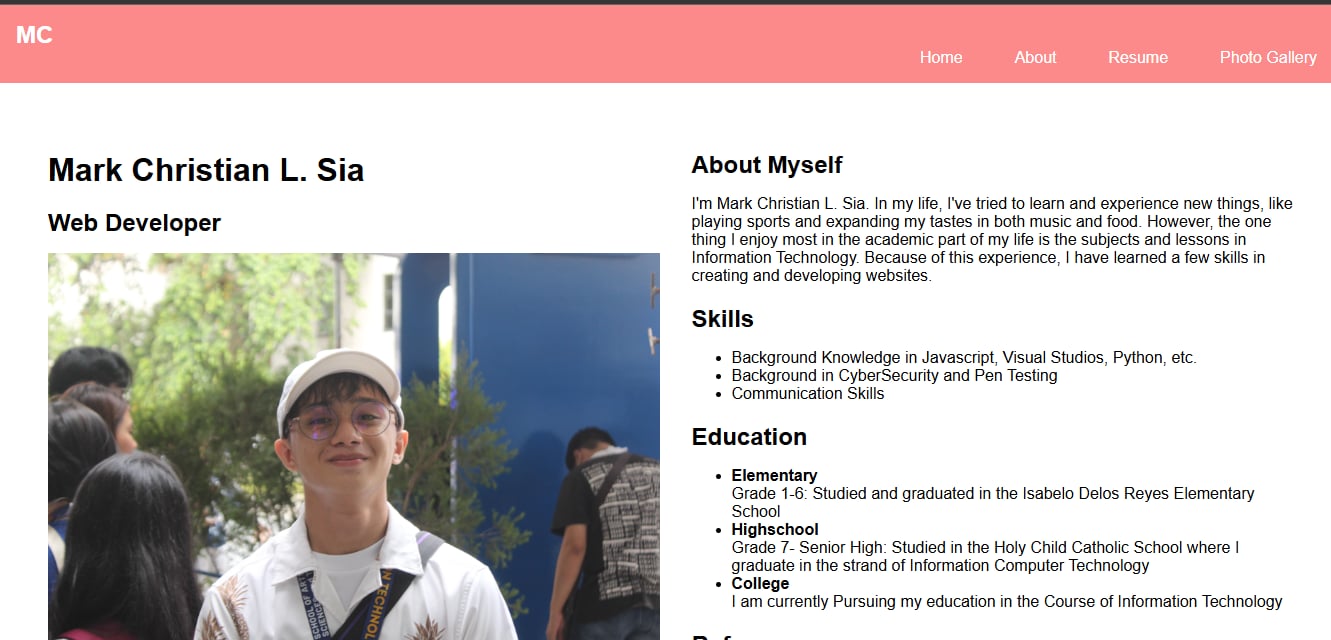 MC
Home About Resume Photo Gallery
Mark Christian L. Sia
Web Developer
SCHOOL OF
SCIENCE
N TECHNOL
About Myself
I'm Mark Christian L. Sia. In my life, I've tried to learn and experience new things, like
playing sports and expanding my tastes in both music and food. However, the one
thing I enjoy most in the academic part of my life is the subjects and lessons in
Information Technology. Because of this experience, I have learned a few skills in
creating and developing websites.
Skills
• Background Knowledge in Javascript, Visual Studios, Python, etc.
• Background in CyberSecurity and Pen Testing
• Communication Skills
Education
• Elementary
Grade 1-6: Studied and graduated in the Isabelo Delos Reyes Elementary
School
• Highschool
Grade 7- Senior High: Studied in the Holy Child Catholic School where I
graduate in the strand of Information Computer Technology
• College
I am currently Pursuing my education in the Course of Information Technology